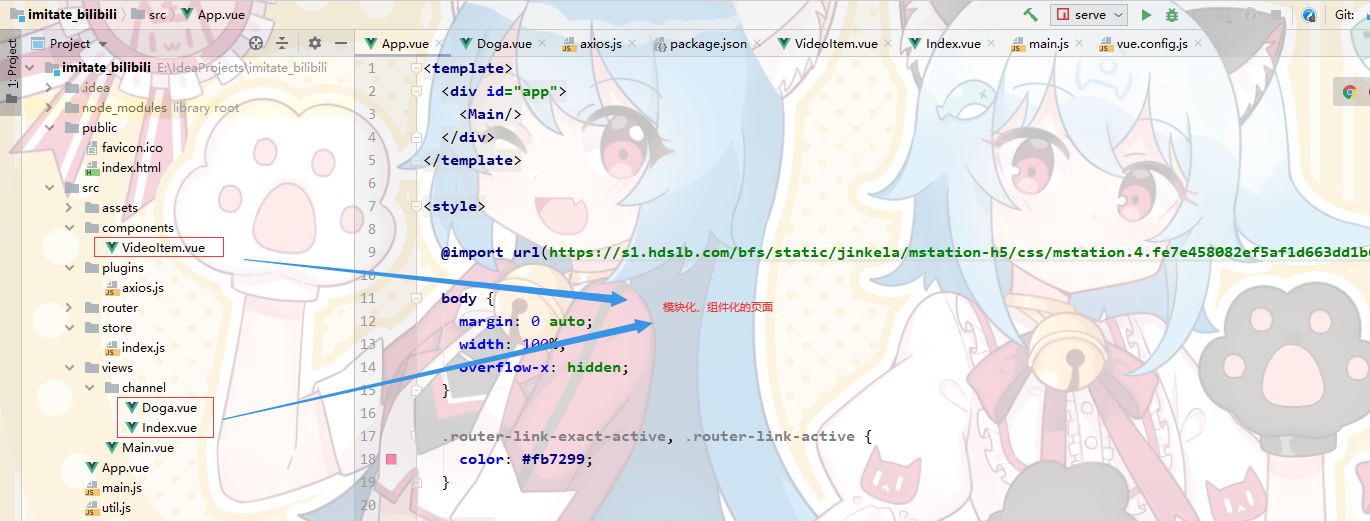 imitate_bilibili src App.vue serve Git:
1: Project
Project App.vue Doga.vue axios.js package.json VideoItem.vue Index.vue main.js vue.config.js
imitate_bilibili E:\IdeaProjects\imitate_bilibili
.idea
node_modules library root
public
favicon.ico
index.html
src
assets
components
VideoItem.vue
plugins
axios.js
router
store
index.js
views
channel
Doga.vue
Index.vue
Main.vue
App.vue
main.js
util.js
1 <template>
2 <div id="app">
3 <Main/>
4 </div>
5 </template>
6
7 <style>
8
9 @import url(https://s1.hdslb.com/bfs/static/jinkela/mstation-h5/css/mstation.4.fe7e458082ef5af1d663dd1b
10
11 body {
模块化、组件化的页面
12 margin: 0 auto;
13 width: 100%;
14 overflow-x: hidden;
15 }
16
17 .router-link-exact-active, .router-link-active {
18 color: #fb7299;
19 }
20